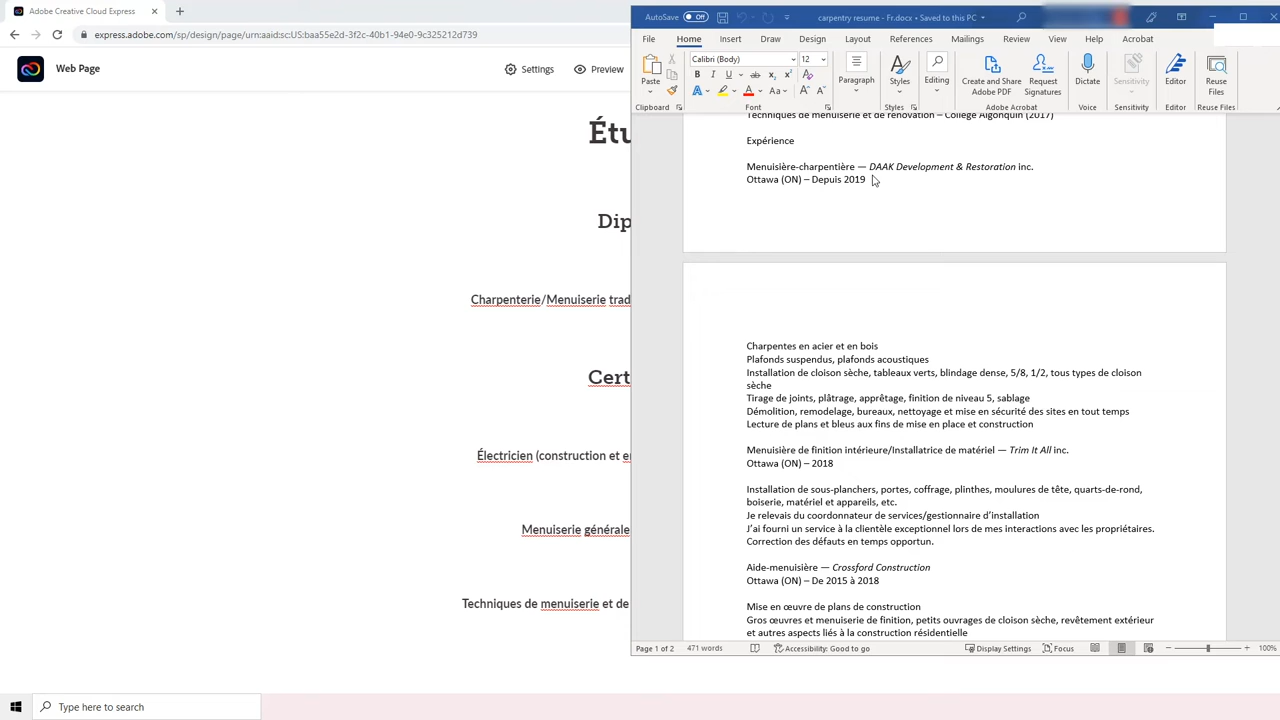 Adobe Creative Cloud Express
express.adobe.com/sp/design/page/urn:aaid:sc:US:baa55e2d-3f2c-40b1-94e0-9c325212d739
Web Page
Settings
Preview
Étu
Dip
Charpenterie/Menuiserie trad
Cert
Électricien (construction et e
Menuiserie générale
Techniques de menuiserie et de
AutoSave
Off
carpentry resume - Fr.docx • Saved to this PC
File
Home
Insert
Draw
Design
Layout
References
Mailings
Review
View
Help
Acrobat
Paste
Clipboard
Calibri (Body)
12
Font
Paragraph
Styles
Styles
Editing
Create and Share
Adobe PDF
Request
Signatures
Adobe Acrobat
Dictate
Voice
Sensitivity
Sensitivity
Editor
Editor
Reuse
Files
Reuse Files
Techniques de menuiserie et de rénovation – Collège Algonquin (2017)
Expérience
Menuisière-charpentière — DAAK Development & Restoration inc.
Ottawa (ON) – Depuis 2019
Charpentes en acier et en bois
Plafonds suspendus, plafonds acoustiques
Installation de cloison sèche, tableaux verts, blindage dense, 5/8, 1/2, tous types de cloison
sèche
Tirage de joints, plâtrage, apprêtage, finition de niveau 5, sablage
Démolition, remodelage, bureaux, nettoyage et mise en sécurité des sites en tout temps
Lecture de plans et bleus aux fins de mise en place et construction
Menuisière de finition intérieure/Installatrice de matériel — Trim It All inc.
Ottawa (ON) – 2018
Installation de sous-planchers, portes, coffrage, plinthes, moulures de tête, quarts-de-rond,
boiserie, matériel et appareils, etc.
Je relevais du coordonnateur de services/gestionnaire d’installation
J’ai fourni un service à la clientèle exceptionnel lors de mes interactions avec les propriétaires.
Correction des défauts en temps opportun.
Aide-menuisière — Crossford Construction
Ottawa (ON) – De 2015 à 2018
Mise en œuvre de plans de construction
Gros œuvres et menuiserie de finition, petits ouvrages de cloison sèche, revêtement extérieur
et autres aspects liés à la construction résidentielle
Page 1 of 2
471 words
Accessibility: Good to go
Display Settings
Focus
100%
Type here to search